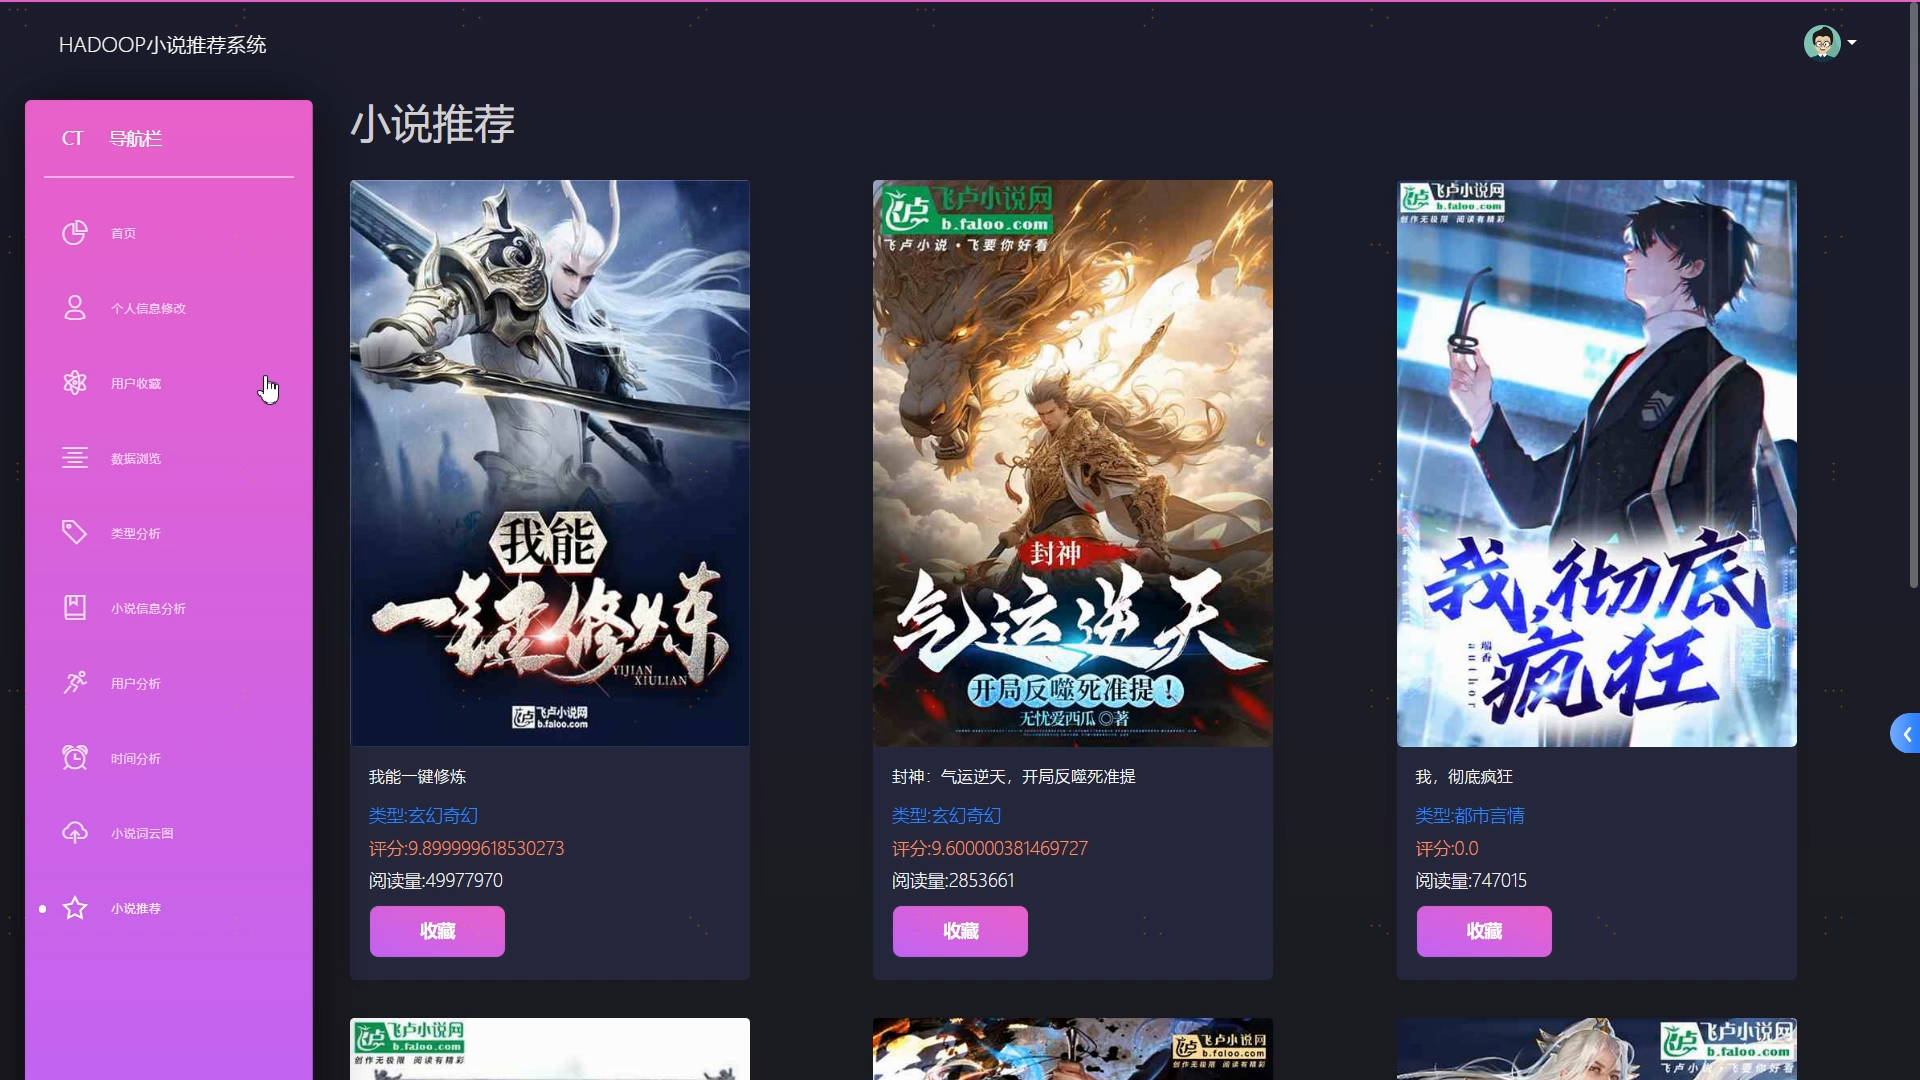 HADOOP小说推荐系统
CT 导航栏
首页
个人信息修改
用户收藏
数据浏览
类型分析
小说信息分析
用户分析
时间分析
小说词云图
小说推荐
小说推荐
我能
一键修炼
YIJIAN
XIULIAN
飞卢小说网
b.faloo.com
我能一键修炼
类型:玄幻奇幻
评分:9.899999618530273
阅读量:49977970
收藏
飞卢小说网
b.faloo.com
飞卢小说·飞要你好看
封神
气运逆天
开局反噬死准提!
无忧爱西瓜◎著
封神：气运逆天，开局反噬死准提
类型:玄幻奇幻
评分:9.600000381469727
阅读量:2853661
收藏
飞卢小说网
b.faloo.com
创作无极限 阅读有精彩
我,彻底
疯狂
瑞香
author
我，彻底疯狂
类型:都市言情
评分:0.0
阅读量:747015
收藏
飞卢小说网
b.faloo.com
创作无极限 阅读有精彩
飞卢小说网
b.faloo.com
创作无极限 阅读有精彩
飞卢小说网
b.faloo.com
飞卢小说·飞要你好看